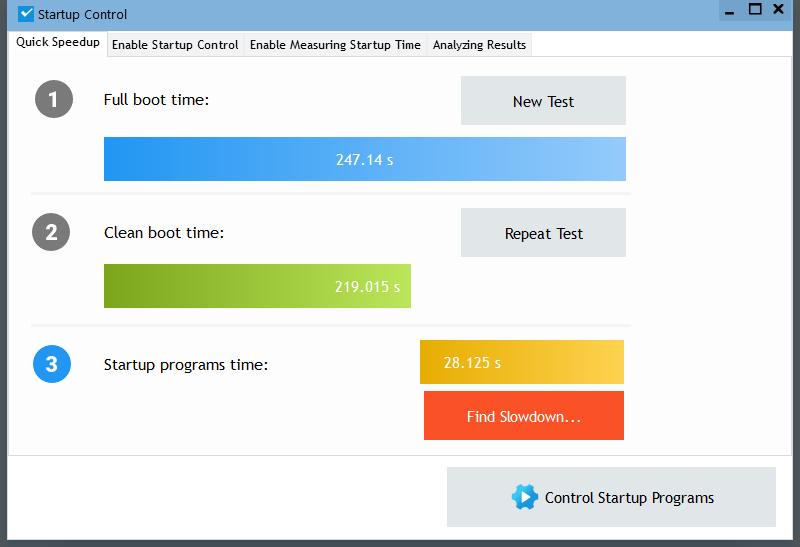 Startup Control
Quick Speedup Enable Startup Control Enable Measuring Startup Time Analyzing Results
1 Full boot time: New Test
247.14 s
2 Clean boot time: Repeat Test
219.015 s
3 Startup programs time: 28.125 s
Find Slowdown...
Control Startup Programs